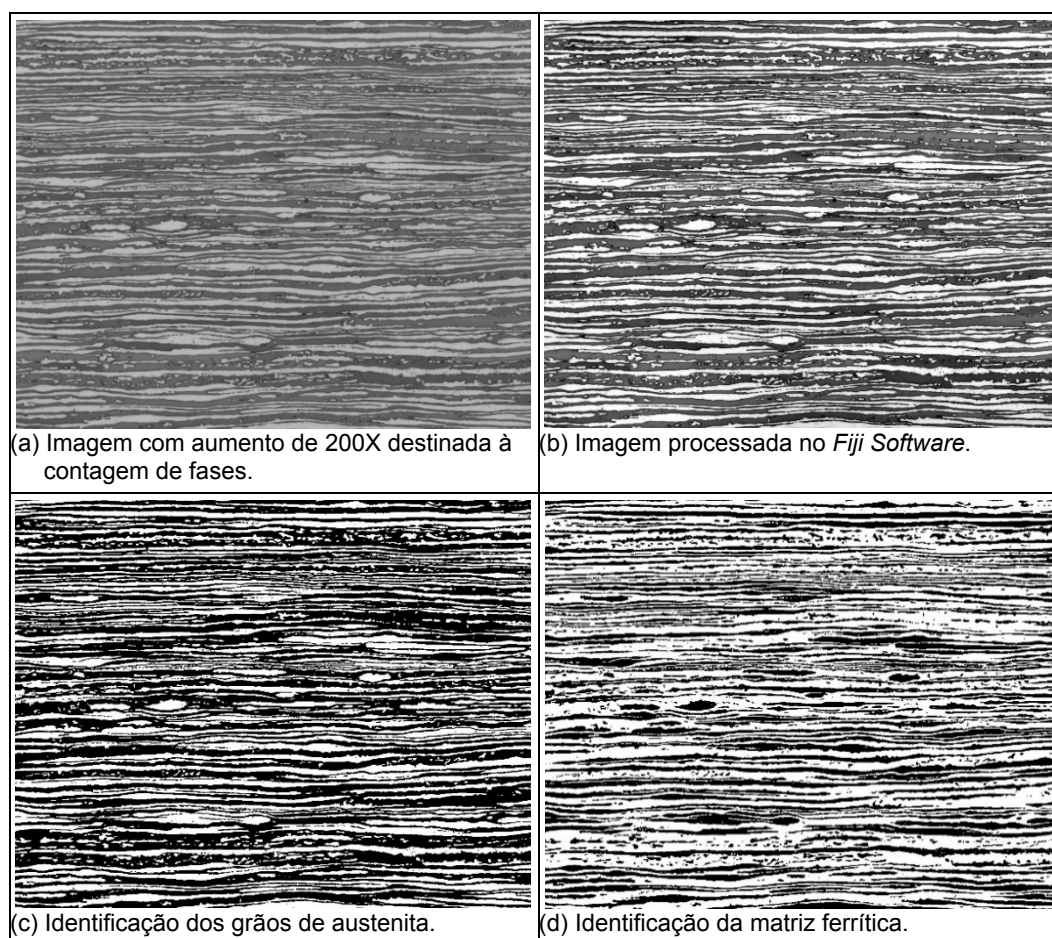 (a) Imagem com aumento de 200X destinada à
contagem de fases.
(b) Imagem processada no Fiji Software.
(c) Identificação dos grãos de austenita.
(d) Identificação da matriz ferrítica.